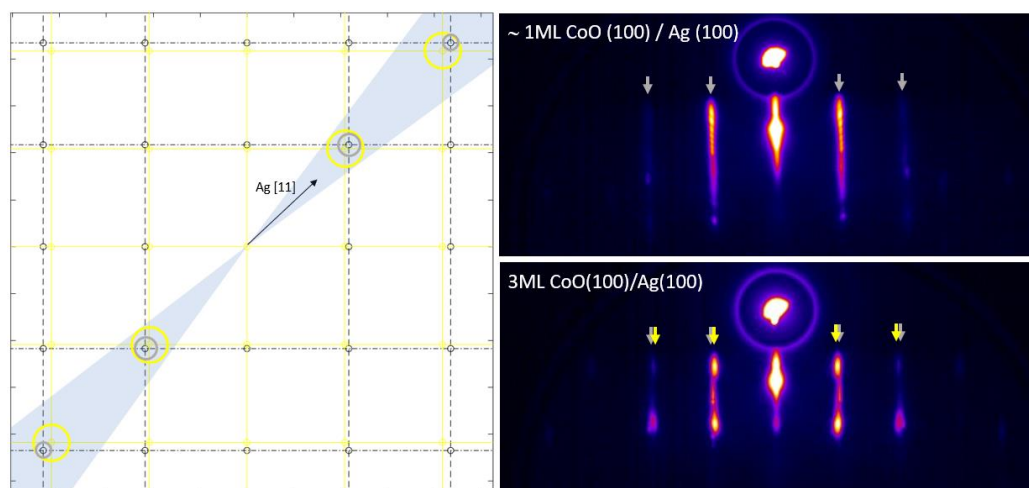 ~ 1ML CoO (100) / Ag (100)
Ag [11]
3ML CoO(100)/Ag(100)